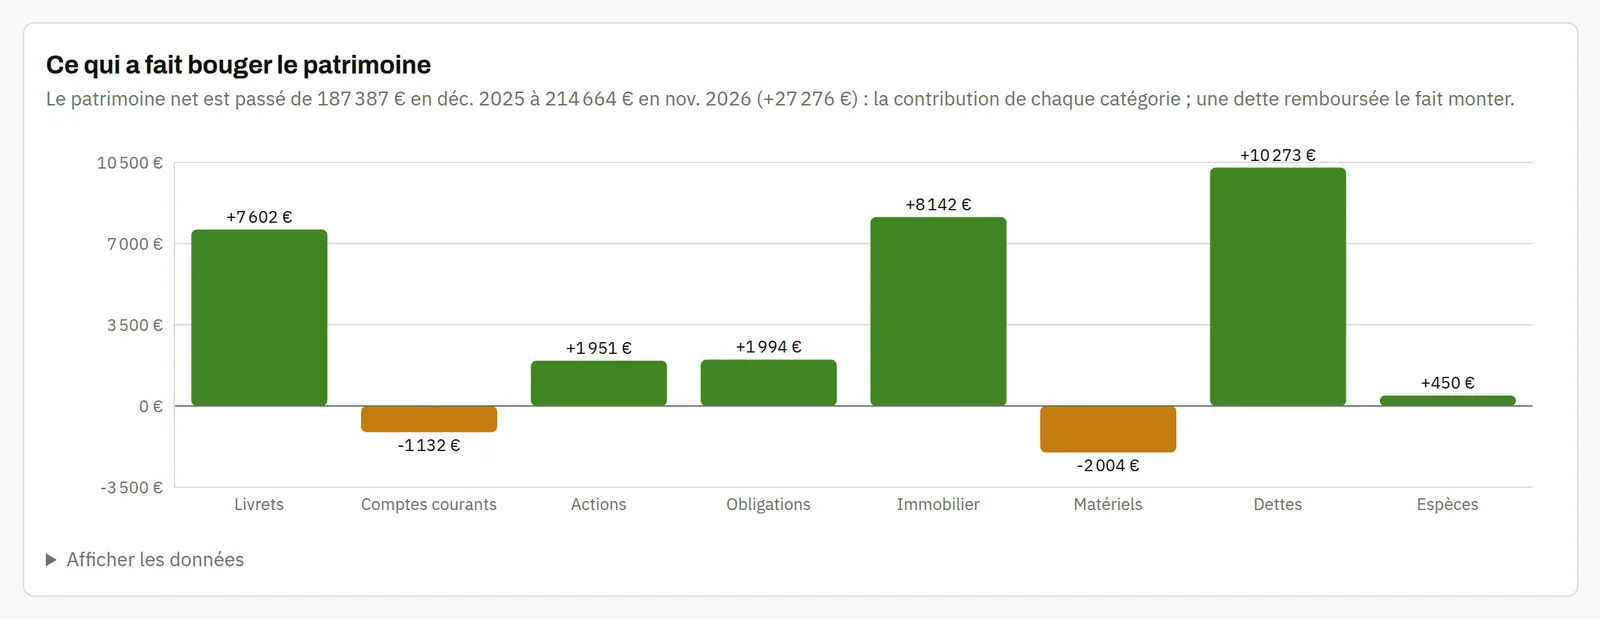 Ce qui a fait bouger le patrimoine
Le patrimoine net est passé de 187 387 € en déc. 2025 à 214 664 € en nov. 2026 (+27 276 €) : la contribution de chaque catégorie ; une dette remboursée le fait monter.
10 500 €
7 000 €
3 500 €
0 €
-3 500 €
+7 602 €
-1 132 €
+1 951 €
+1 994 €
+8 142 €
-2 004 €
+10 273 €
+450 €
Livrets
Comptes courants
Actions
Obligations
Immobilier
Matériels
Dettes
Espèces
▶ Afficher les données